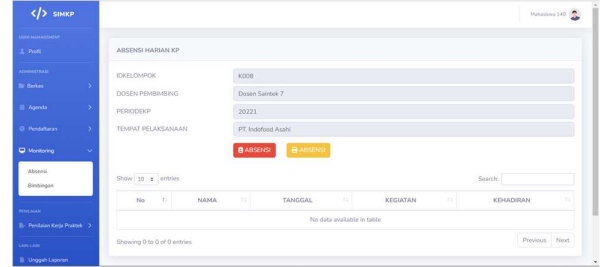 </> SIMKP
Mahasiswa 140
USER MANAGEMENT
Profil
ADMINISTRASI
Berkas
Agenda
Pendaftaran
Monitoring
Absensi
Bimbingan
PENILAIAN
Penilaian Kerja Praktek
LAIN-LAIN
Unggah Laporan
ABSENSI HARIAN KP
IDKELOMPOK K008
DOSEN PEMBIMBING Dosen Saintek 7
PERIODEKP 20221
TEMPAT PELAKSANAAN PT. Indofood Asahi
ABSENSI ABSENSI
Show 10 entries Search:
No NAMA TANGGAL KEGIATAN KEHADIRAN
No data available in table
Showing 0 to 0 of 0 entries Previous Next